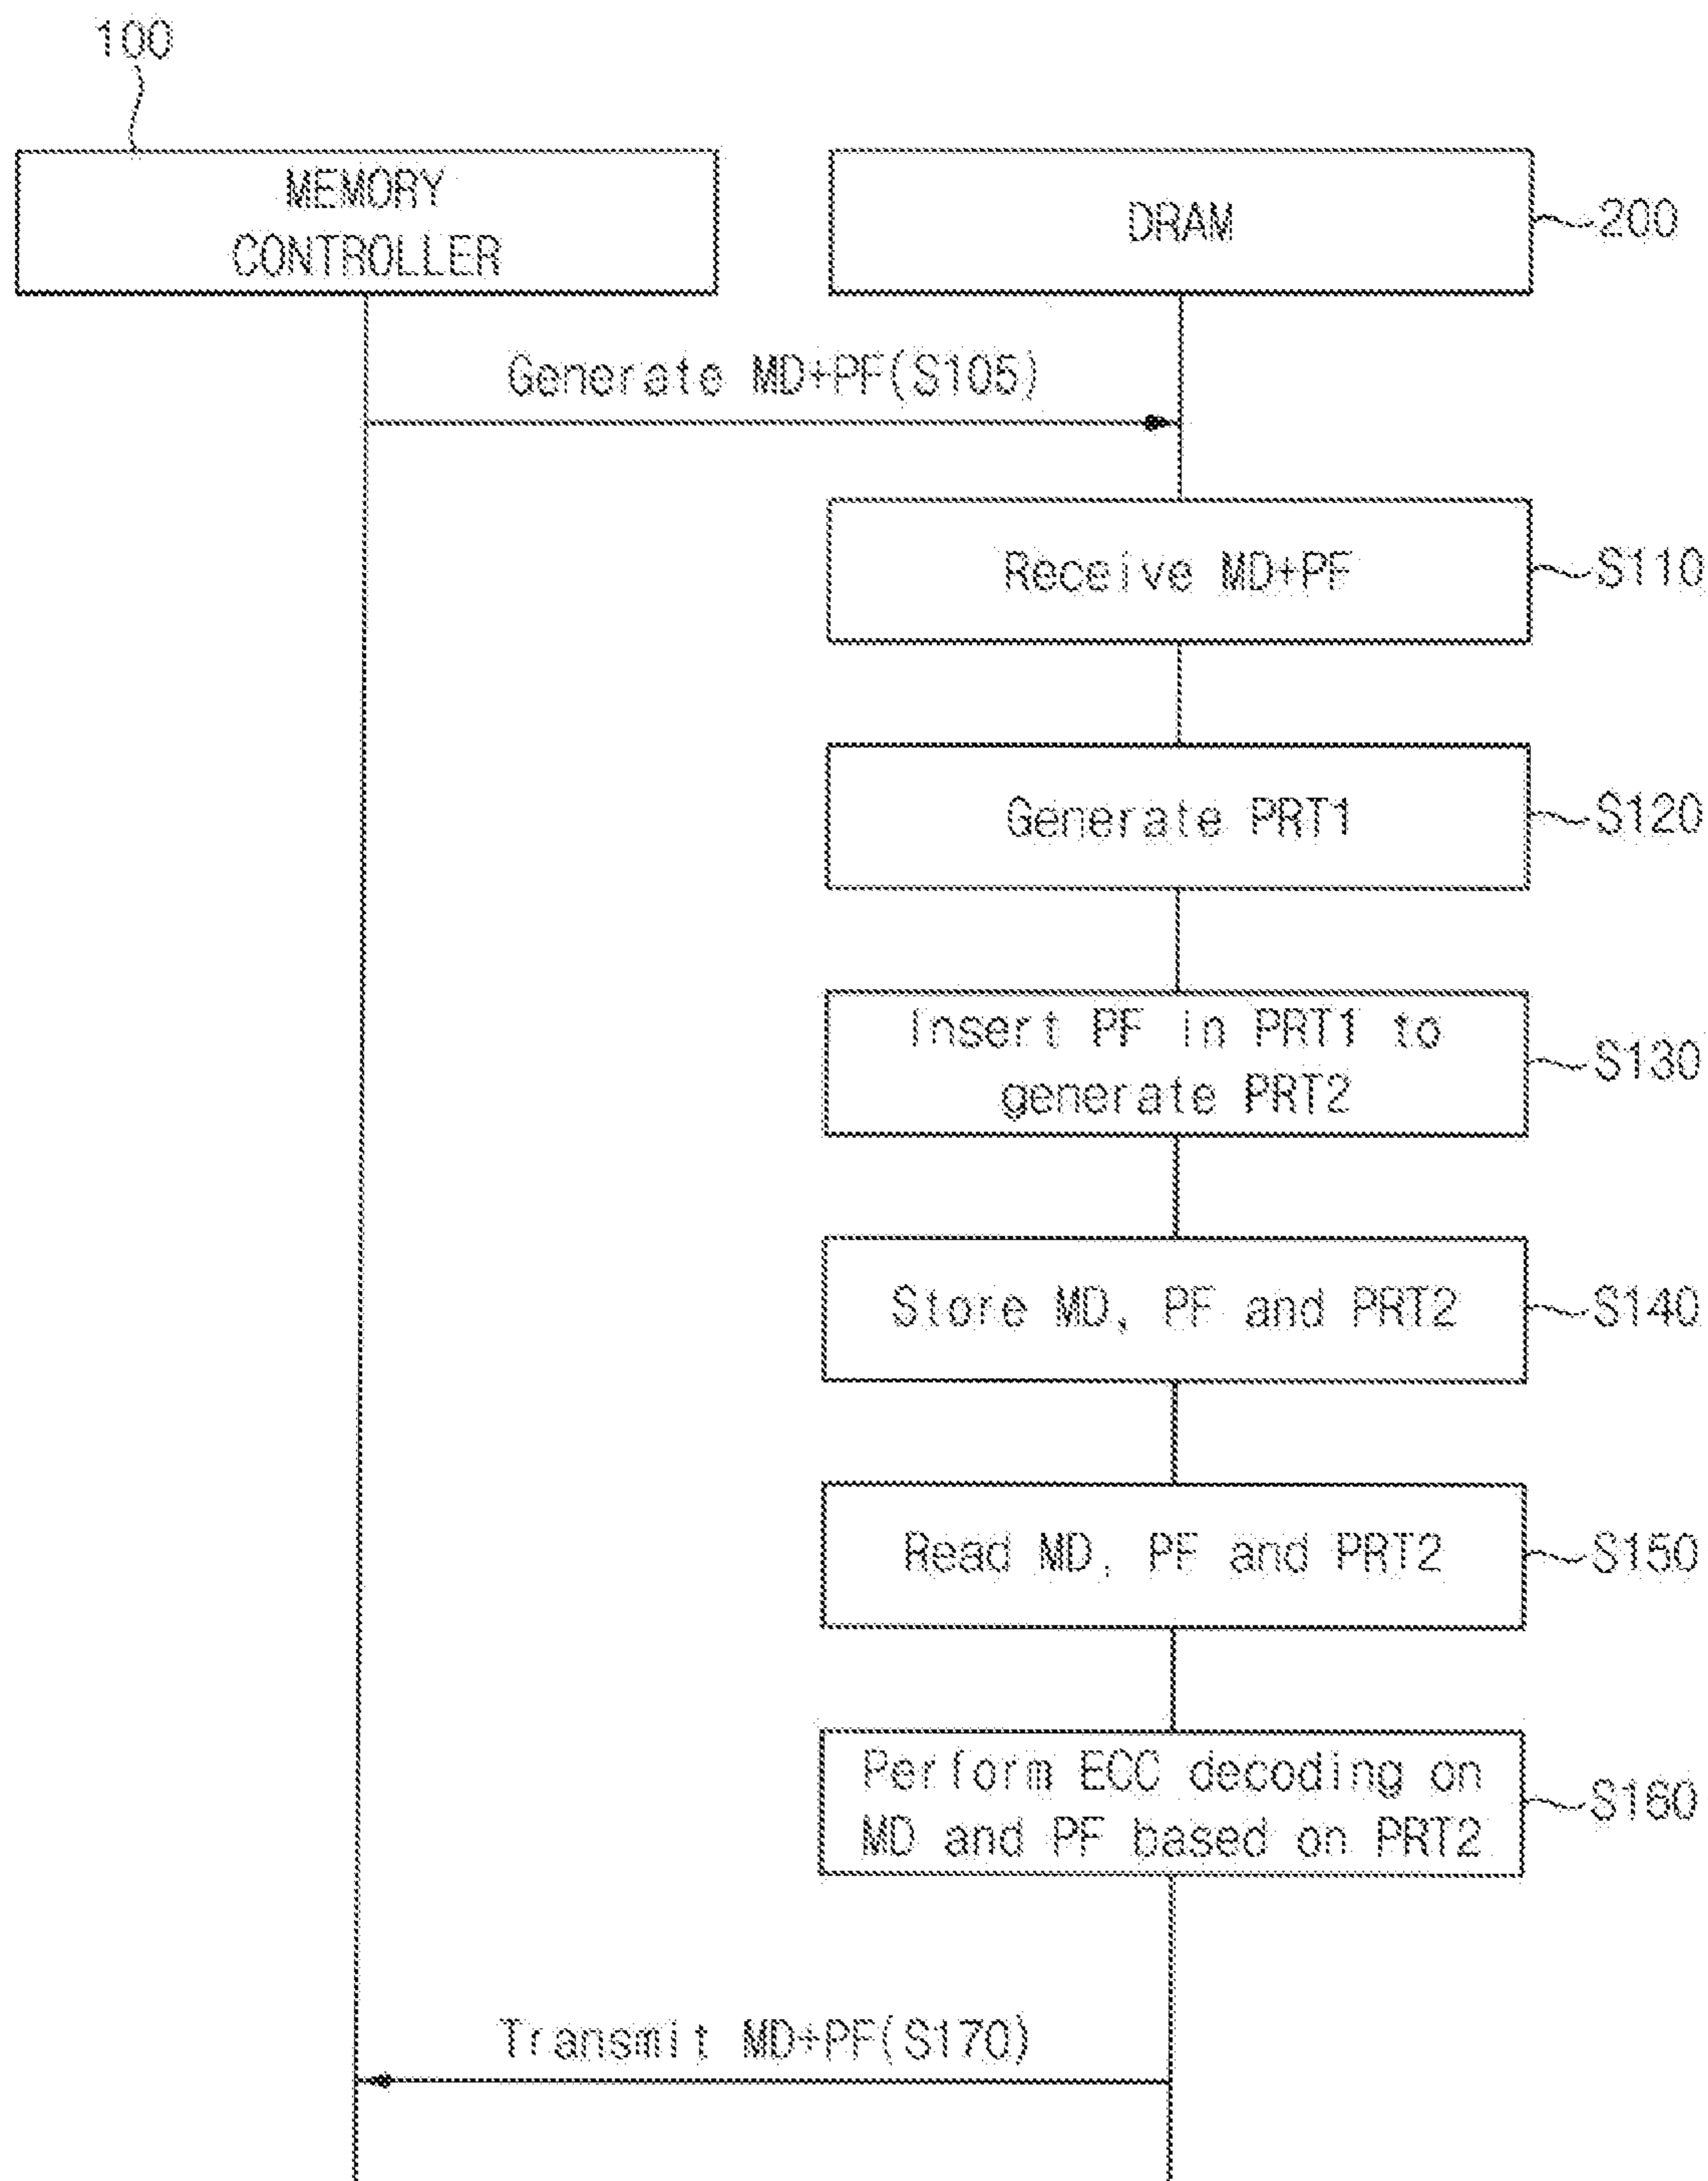 100
MEMORY
CONTROLLER
DRAM
200
Generate MD+PF(S105)
Receive MD+PF
S110
Generate PRT1
S120
Insert PF in PRT1 to
generate PRT2
S130
Store MD, PF and PRT2
S140
Read MD, PF and PRT2
S150
Perform ECC decoding on
MD and PF based on PRT2
S160
Transmit MD+PF(S170)